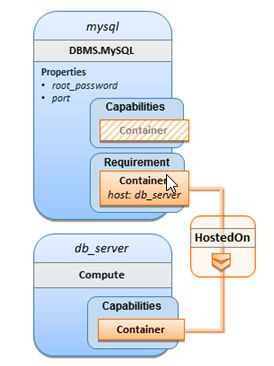 mysql
DBMS.MySQL
Properties
• root_password
• port
Capabilities
Container
Requirement
Container
host: db_server
HostedOn
db_server
Compute
Capabilities
Container